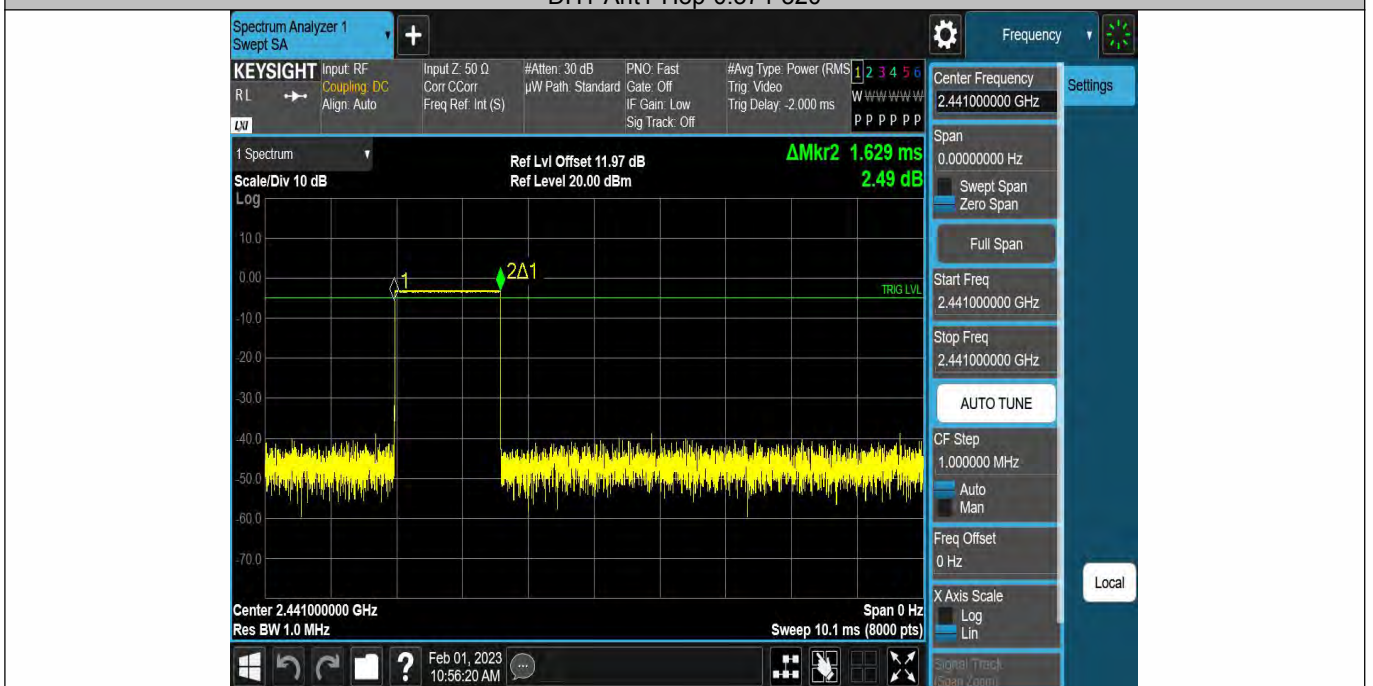 Spectrum Analyzer 1
Swept SA
Frequency
KEYSIGHT
RL
LXI
Input: RF
Coupling: DC
Align: Auto
Input Z: 50 Ω
Corr CCorr
Freq Ref: Int (S)
#Atten: 30 dB
µW Path: Standard
PNO: Fast
Gate: Off
IF Gain: Low
Sig Track: Off
#Avg Type: Power (RMS
Trig: Video
Trig Delay: -2.000 ms
1 2 3 4 5 6
W W W W W W
P P P P P P
Center Frequency
2.441000000 GHz
Settings
1 Spectrum
Scale/Div 10 dB
Log
Ref Lvl Offset 11.97 dB
Ref Level 20.00 dBm
ΔMkr2 1.629 ms
2.49 dB
Span
0.00000000 Hz
Swept Span
Zero Span
Full Span
Start Freq
2.441000000 GHz
Stop Freq
2.441000000 GHz
AUTO TUNE
CF Step
1.000000 MHz
Auto
Man
Freq Offset
0 Hz
X Axis Scale
Log
Lin
Signal Track
(Span Zoom)
Local
10.0
0.00
-10.0
-20.0
-30.0
-40.0
-50.0
-60.0
-70.0
1
2Δ1
TRIG LVL
Center 2.441000000 GHz
Res BW 1.0 MHz
Span 0 Hz
Sweep 10.1 ms (8000 pts)
Feb 01, 2023
10:56:20 AM